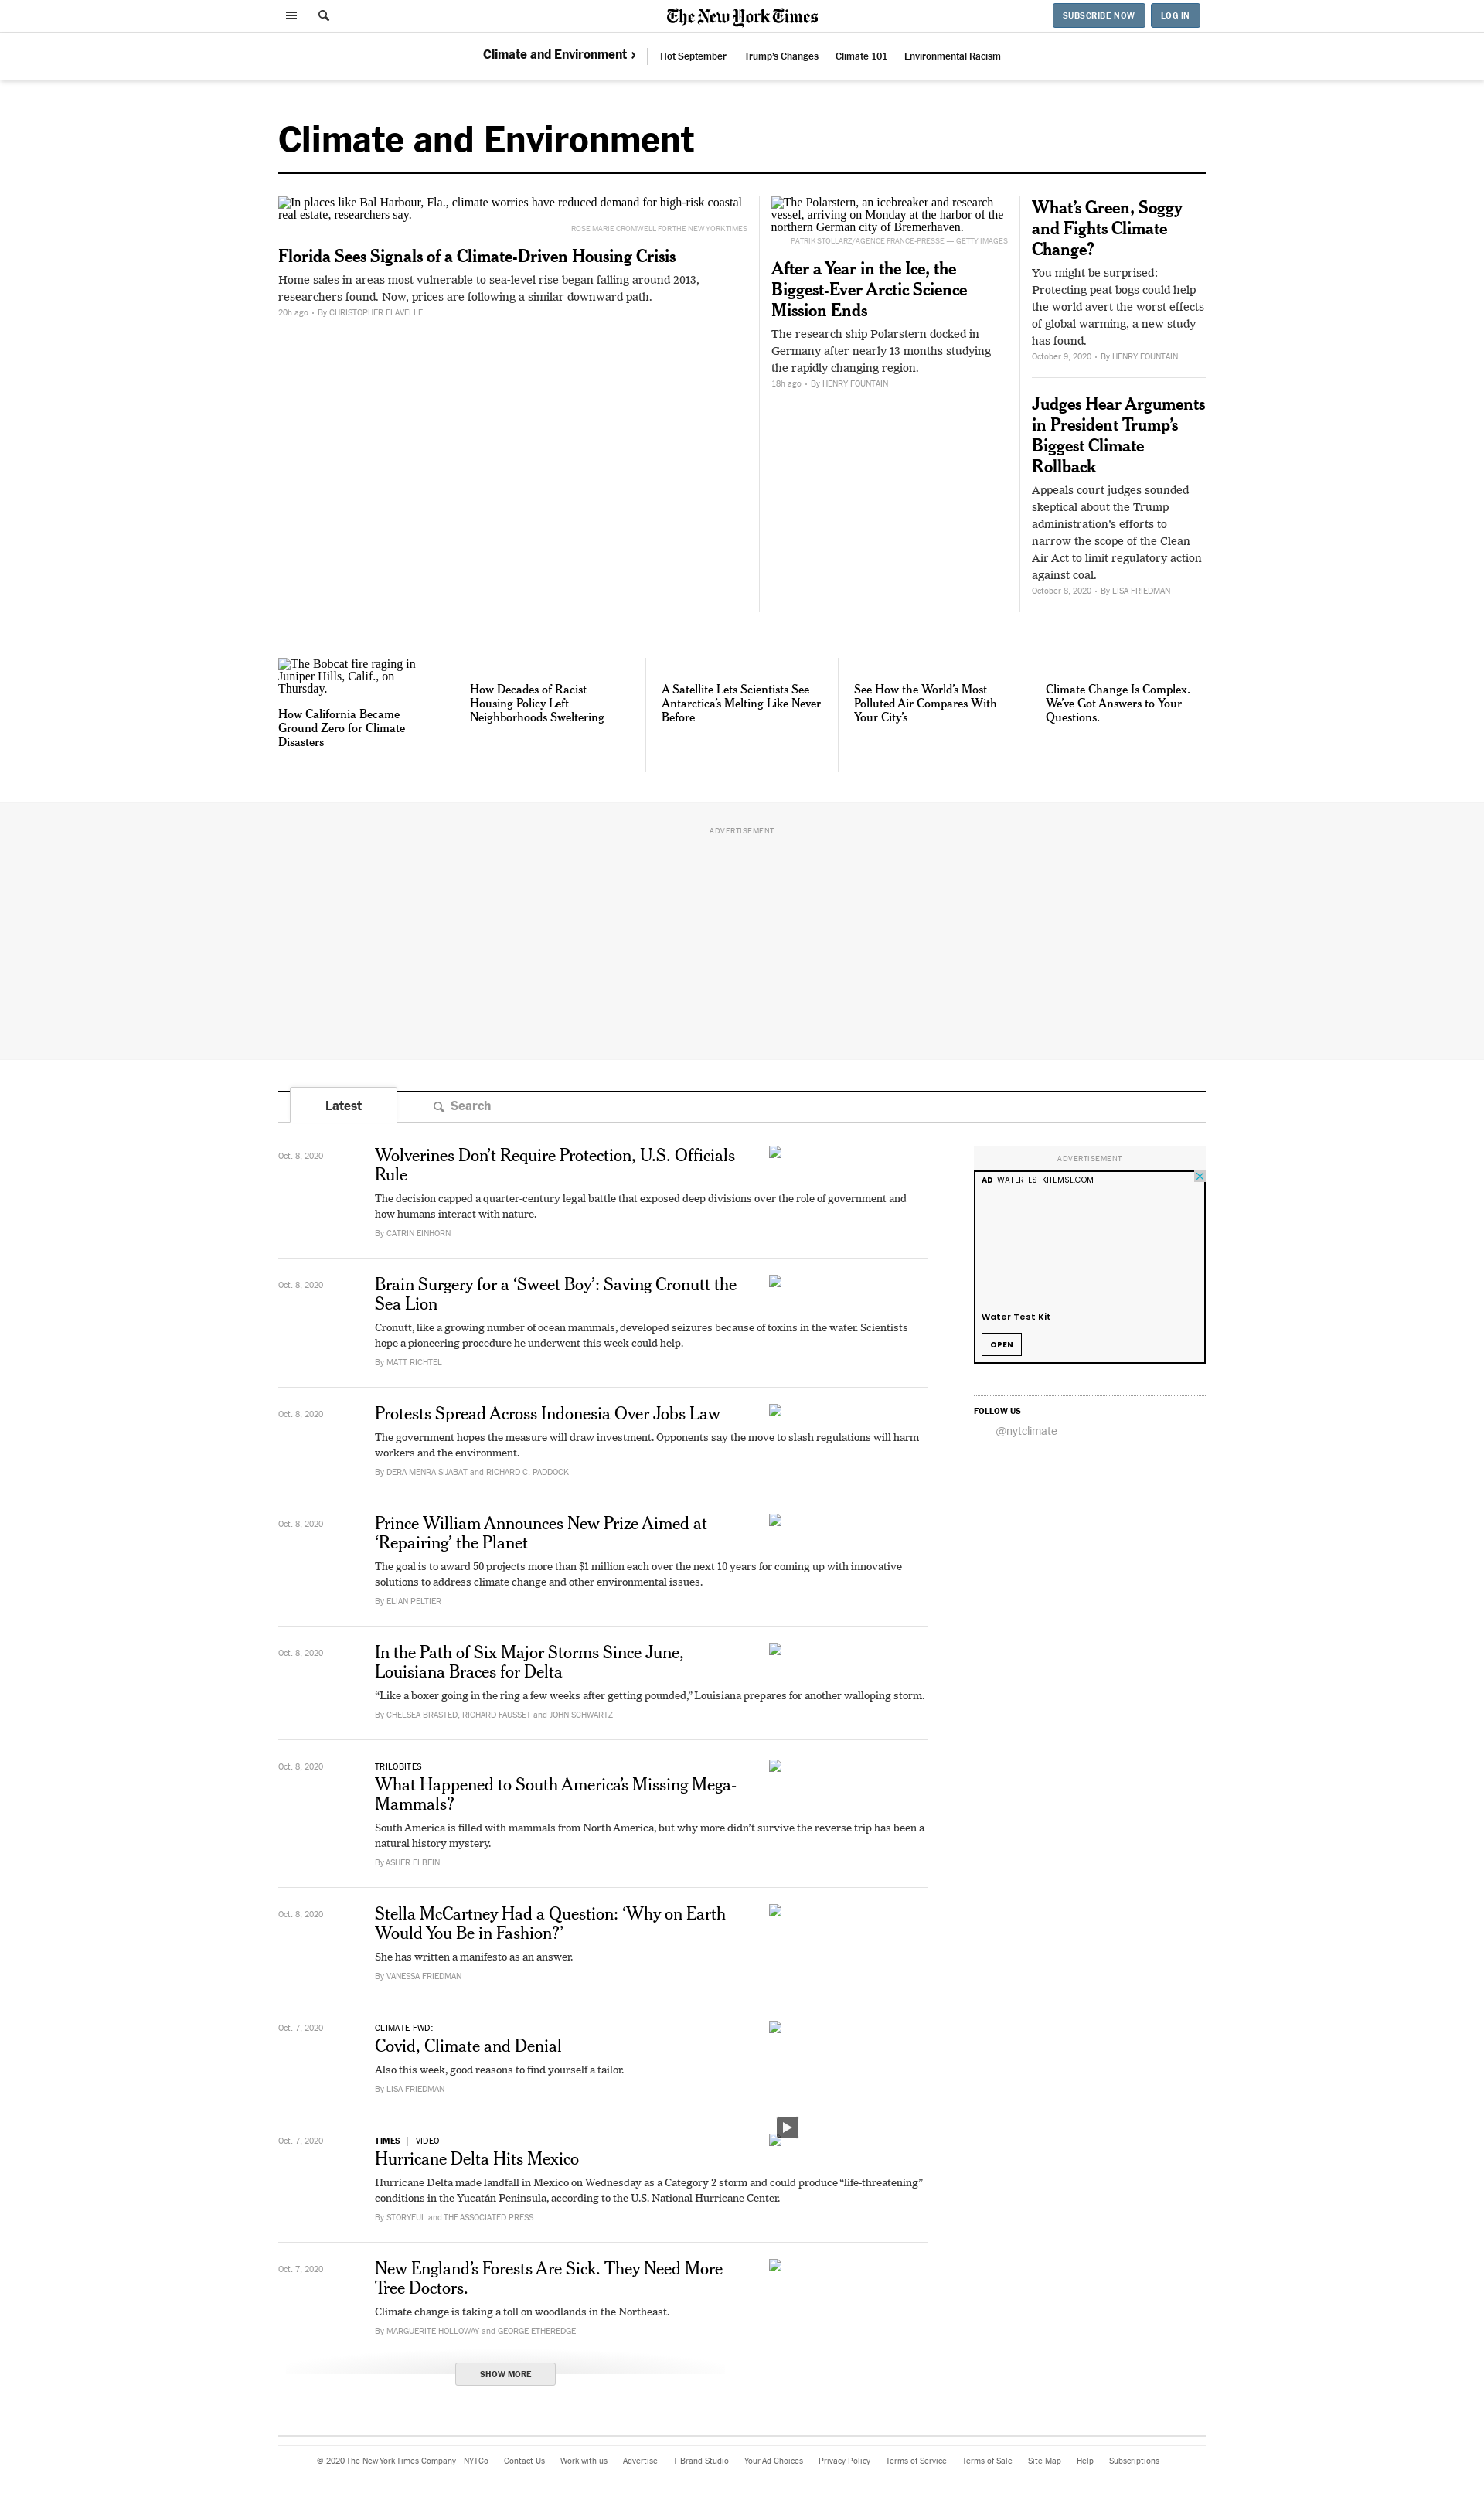 The New York Times
SUBSCRIBE NOW
LOG IN
Climate and Environment ›
Hot September
Trump's Changes
Climate 101
Environmental Racism
Climate and Environment
In places like Bal Harbour, Fla., climate worries have reduced demand for high-risk coastal
real estate, researchers say.
ROSE MARIE CROMWELL FOR THE NEW YORK TIMES
Florida Sees Signals of a Climate-Driven Housing Crisis
Home sales in areas most vulnerable to sea-level rise began falling around 2013,
researchers found. Now, prices are following a similar downward path.
20h ago • By CHRISTOPHER FLAVELLE
The Polarstern, an icebreaker and research
vessel, arriving on Monday at the harbor of the
northern German city of Bremerhaven.
PATRIK STOLLARZ/AGENCE FRANCE-PRESSE — GETTY IMAGES
After a Year in the Ice, the
Biggest-Ever Arctic Science
Mission Ends
The research ship Polarstern docked in
Germany after nearly 13 months studying
the rapidly changing region.
18h ago • By HENRY FOUNTAIN
What's Green, Soggy
and Fights Climate
Change?
You might be surprised:
Protecting peat bogs could help
the world avert the worst effects
of global warming, a new study
has found.
October 9, 2020 • By HENRY FOUNTAIN
Judges Hear Arguments
in President Trump's
Biggest Climate
Rollback
Appeals court judges sounded
skeptical about the Trump
administration's efforts to
narrow the scope of the Clean
Air Act to limit regulatory action
against coal.
October 8, 2020 • By LISA FRIEDMAN
The Bobcat fire raging in
Juniper Hills, Calif., on
Thursday.
How California Became
Ground Zero for Climate
Disasters
How Decades of Racist
Housing Policy Left
Neighborhoods Sweltering
A Satellite Lets Scientists See
Antarctica's Melting Like Never
Before
See How the World's Most
Polluted Air Compares With
Your City's
Climate Change Is Complex.
We've Got Answers to Your
Questions.
ADVERTISEMENT
Latest
Search
Oct. 8, 2020
Wolverines Don't Require Protection, U.S. Officials
Rule
The decision capped a quarter-century legal battle that exposed deep divisions over the role of government and
how humans interact with nature.
By CATRIN EINHORN
Oct. 8, 2020
Brain Surgery for a 'Sweet Boy': Saving Cronutt the
Sea Lion
Cronutt, like a growing number of ocean mammals, developed seizures because of toxins in the water. Scientists
hope a pioneering procedure he underwent this week could help.
By MATT RICHTEL
Oct. 8, 2020
Protests Spread Across Indonesia Over Jobs Law
The government hopes the measure will draw investment. Opponents say the move to slash regulations will harm
workers and the environment.
By DERA MENRA SIJABAT and RICHARD C. PADDOCK
Oct. 8, 2020
Prince William Announces New Prize Aimed at
'Repairing' the Planet
The goal is to award 50 projects more than $1 million each over the next 10 years for coming up with innovative
solutions to address climate change and other environmental issues.
By ELIAN PELTIER
Oct. 8, 2020
In the Path of Six Major Storms Since June,
Louisiana Braces for Delta
“Like a boxer going in the ring a few weeks after getting pounded,” Louisiana prepares for another walloping storm.
By CHELSEA BRASTED, RICHARD FAUSSET and JOHN SCHWARTZ
Oct. 8, 2020
TRILOBITES
What Happened to South America's Missing Mega-
Mammals?
South America is filled with mammals from North America, but why more didn't survive the reverse trip has been a
natural history mystery.
By ASHER ELBEIN
Oct. 8, 2020
Stella McCartney Had a Question: 'Why on Earth
Would You Be in Fashion?'
She has written a manifesto as an answer.
By VANESSA FRIEDMAN
Oct. 7, 2020
CLIMATE FWD:
Covid, Climate and Denial
Also this week, good reasons to find yourself a tailor.
By LISA FRIEDMAN
Oct. 7, 2020
TIMES | VIDEO
Hurricane Delta Hits Mexico
Hurricane Delta made landfall in Mexico on Wednesday as a Category 2 storm and could produce “life-threatening”
conditions in the Yucatán Peninsula, according to the U.S. National Hurricane Center.
By STORYFUL and THE ASSOCIATED PRESS
Oct. 7, 2020
New England's Forests Are Sick. They Need More
Tree Doctors.
Climate change is taking a toll on woodlands in the Northeast.
By MARGUERITE HOLLOWAY and GEORGE ETHEREDGE
SHOW MORE
ADVERTISEMENT
AD WATERTESTKITEMSL.COM
Water Test Kit
OPEN
FOLLOW US
@nytclimate
© 2020 The New York Times Company
NYTCo
Contact Us
Work with us
Advertise
T Brand Studio
Your Ad Choices
Privacy Policy
Terms of Service
Terms of Sale
Site Map
Help
Subscriptions